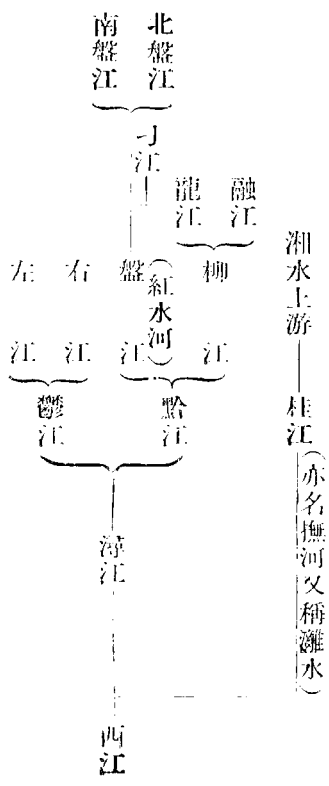 湘水上游
桂江(亦名撫河又稱灕水)
融江
龍江
柳江
北盤江
南盤江
刁江
盤江(紅水河)
右江
左江
黔江
鬱江
潯江
西江